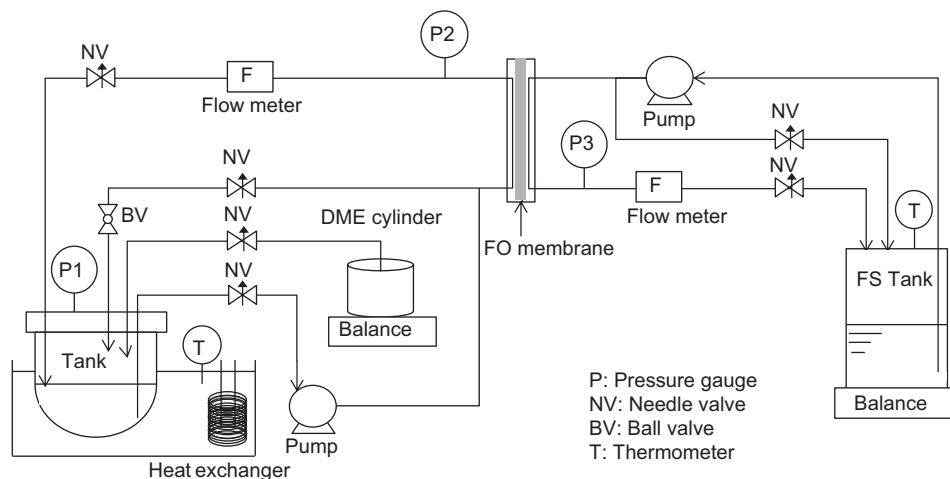 P2
NV
F
Flow meter
Pump
NV
P3
NV
NV
F
Flow meter
BV
NV
DME cylinder
FO membrane
T
P1
NV
FS Tank
Balance
Tank
T
P: Pressure gauge
NV: Needle valve
BV: Ball valve
T: Thermometer
Balance
Pump
Heat exchanger